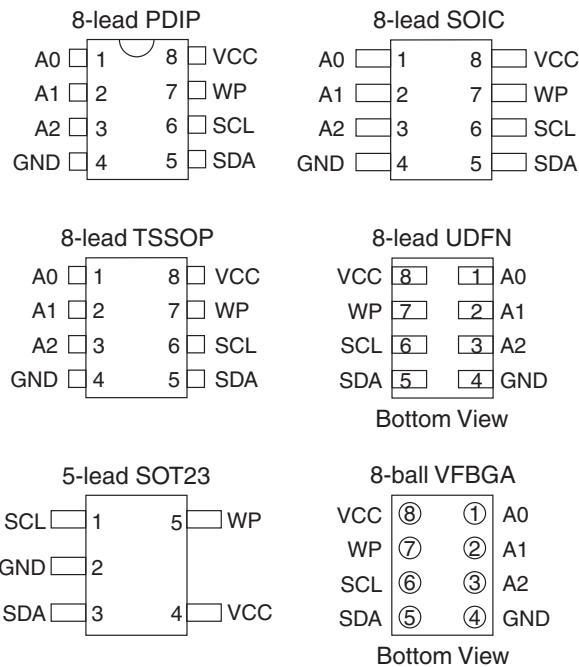 8-lead PDIP
A0 1 8 VCC
A1 2 7 WP
A2 3 6 SCL
GND 4 5 SDA
8-lead SOIC
A0 1 8 VCC
A1 2 7 WP
A2 3 6 SCL
GND 4 5 SDA
8-lead TSSOP
A0 1 8 VCC
A1 2 7 WP
A2 3 6 SCL
GND 4 5 SDA
8-lead UDFN
VCC 8 1 A0
WP 7 2 A1
SCL 6 3 A2
SDA 5 4 GND
Bottom View
5-lead SOT23
SCL 1 5 WP
GND 2
SDA 3 4 VCC
8-ball VFBGA
VCC 8 1 A0
WP 7 2 A1
SCL 6 3 A2
SDA 5 4 GND
Bottom View